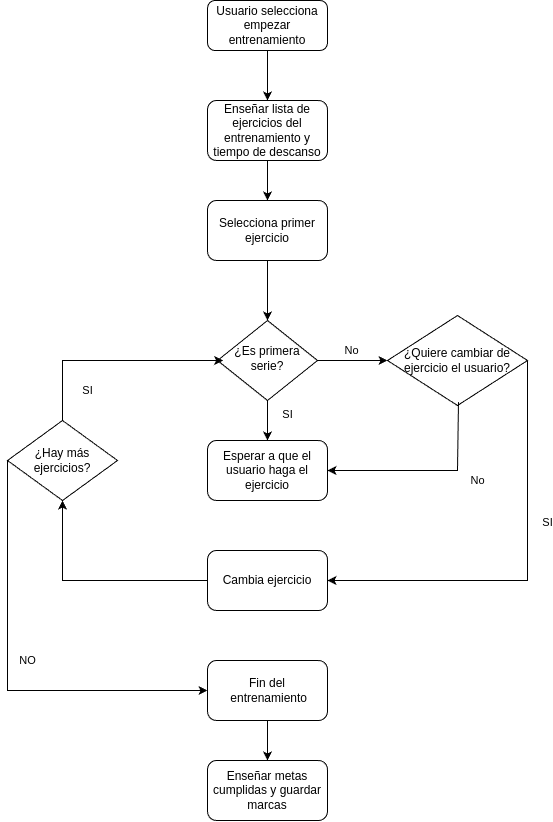 Usuario selecciona
empezar
entrenamiento
Enseñar lista de
ejercicios del
entrenamiento y
tiempo de descanso
Selecciona primer
ejercicio
¿Es primera
serie?
No
¿Quiere cambiar de
ejercicio el usuario?
SI
SI
¿Hay más
ejercicios?
Esperar a que el
usuario haga el
ejercicio
No
SI
Cambia ejercicio
NO
Fin del
entrenamiento
Enseñar metas
cumplidas y guardar
marcas